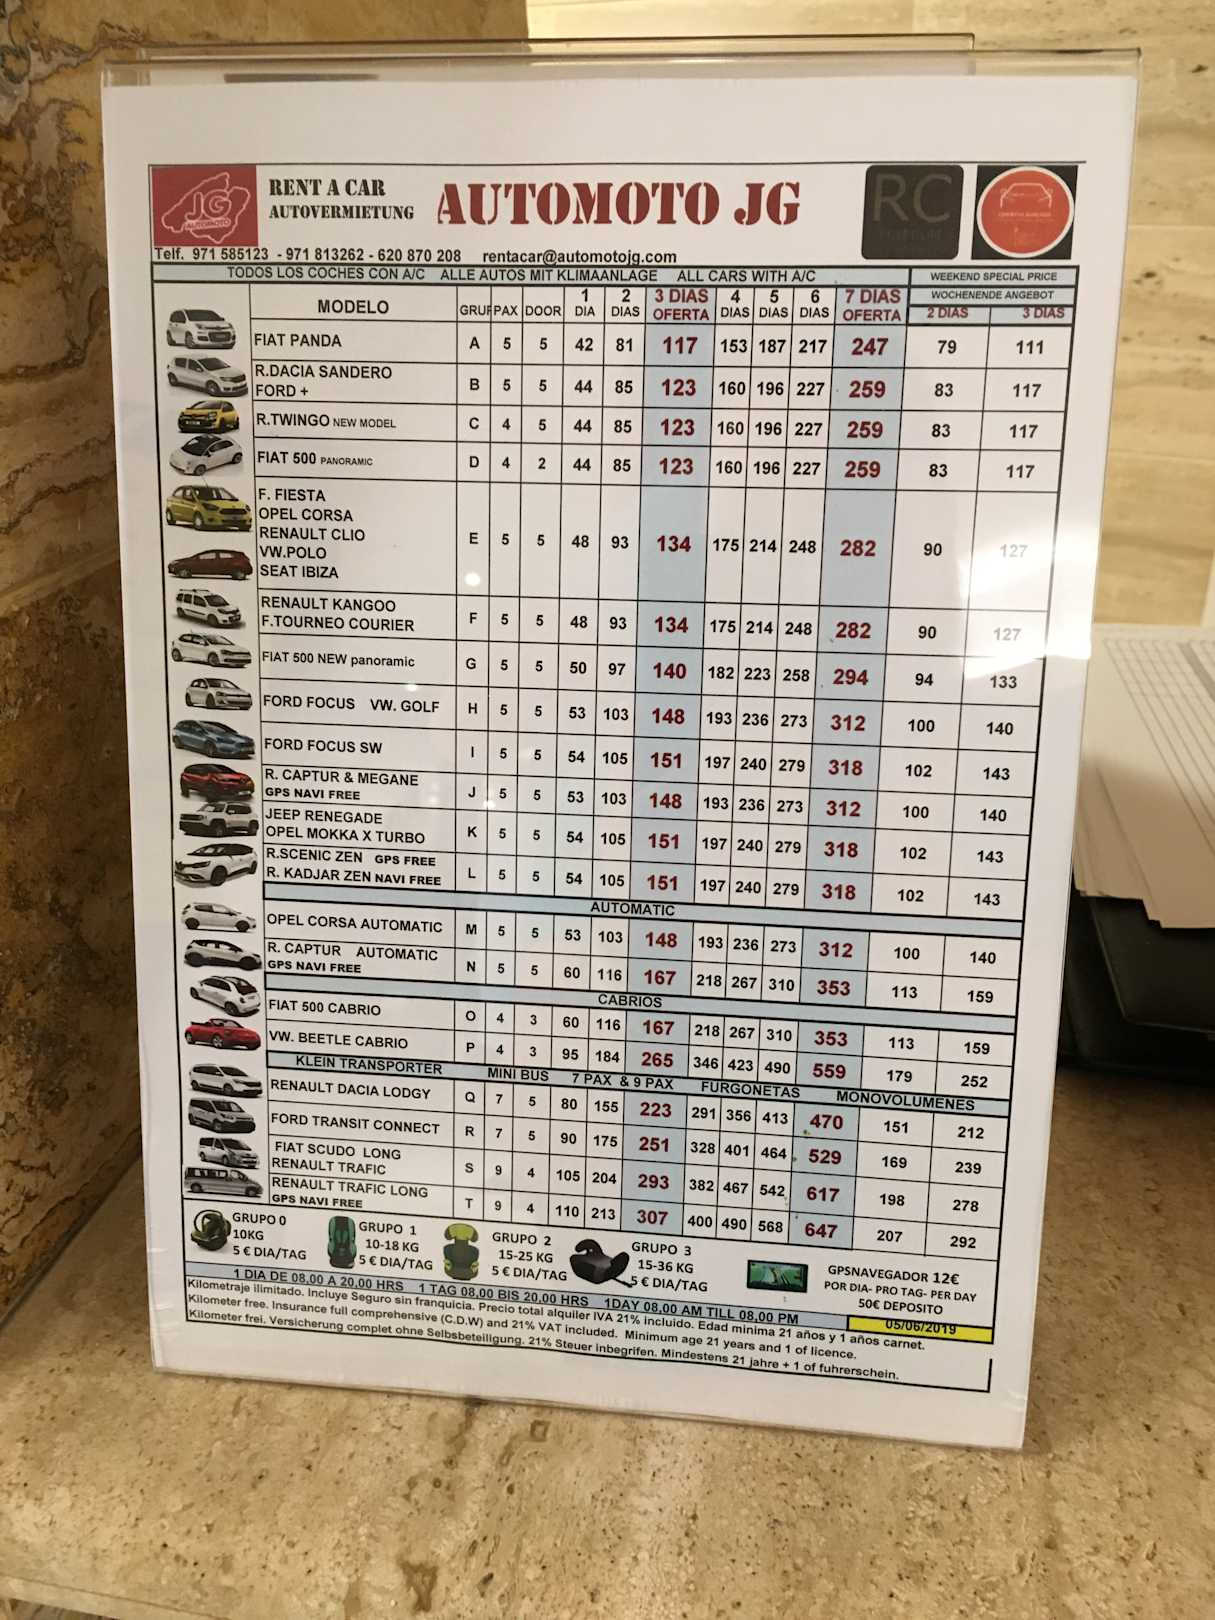 JG
AUTOMOTO
RENT A CAR
AUTOVERMIETUNG
AUTOMOTO JG
RC
Telf. 971 585123 - 971 813262 - 620 870 208 rentacar@automotojg.com
TODOS LOS COCHES CON A/C ALLE AUTOS MIT KLIMAANLAGE ALL CARS WITH A/C WEEKEND SPECIAL PRICE
WOCHENENDE ANGEBOT
MODELO GRUP PAX DOOR 1 DIA 2 DIAS 3 DIAS OFERTA 4 DIAS 5 DIAS 6 DIAS 7 DIAS OFERTA 2 DIAS 3 DIAS
FIAT PANDA A 5 5 42 81 117 153 187 217 247 79 111
R.DACIA SANDERO
FORD + B 5 5 44 85 123 160 196 227 259 83 117
R.TWINGO NEW MODEL C 4 5 44 85 123 160 196 227 259 83 117
FIAT 500 PANORAMIC D 4 2 44 85 123 160 196 227 259 83 117
F. FIESTA
OPEL CORSA
RENAULT CLIO E 5 5 48 93 134 175 214 248 282 90 127
VW.POLO
SEAT IBIZA
RENAULT KANGOO
F.TOURNEO COURIER F 5 5 48 93 134 175 214 248 282 90 127
FIAT 500 NEW panoramic G 5 5 50 97 140 182 223 258 294 94 133
FORD FOCUS VW. GOLF H 5 5 53 103 148 193 236 273 312 100 140
FORD FOCUS SW I 5 5 54 105 151 197 240 279 318 102 143
R. CAPTUR & MEGANE
GPS NAVI FREE J 5 5 53 103 148 193 236 273 312 100 140
JEEP RENEGADE
OPEL MOKKA X TURBO K 5 5 54 105 151 197 240 279 318 102 143
R.SCENIC ZEN GPS FREE
R. KADJAR ZEN NAVI FREE L 5 5 54 105 151 197 240 279 318 102 143
AUTOMATIC
OPEL CORSA AUTOMATIC M 5 5 53 103 148 193 236 273 312 100 140
R. CAPTUR AUTOMATIC
GPS NAVI FREE N 5 5 60 116 167 218 267 310 353 113 159
CABRIOS
FIAT 500 CABRIO O 4 3 60 116 167 218 267 310 353 113 159
VW. BEETLE CABRIO P 4 3 95 184 265 346 423 490 559 179 252
KLEIN TRANSPORTER MINI BUS 7 PAX & 9 PAX FURGONETAS MONOVOLUMENES
RENAULT DACIA LODGY Q 7 5 80 155 223 291 356 413 470 151 212
FORD TRANSIT CONNECT R 7 5 90 175 251 328 401 464 529 169 239
FIAT SCUDO LONG
RENAULT TRAFIC S 9 4 105 204 293 382 467 542 617 198 278
RENAULT TRAFIC LONG
GPS NAVI FREE T 9 4 110 213 307 400 490 568 647 207 292
GRUPO 0
10KG
5 € DIA/TAG
GRUPO 1
10-18 KG
5 € DIA/TAG
GRUPO 2
15-25 KG
5 € DIA/TAG
GRUPO 3
15-36 KG
5 € DIA/TAG
GPSNAVEGADOR 12€
POR DIA- PRO TAG- PER DAY
50€ DEPOSITO
1 DIA DE 08,00 A 20,00 HRS 1 TAG 08,00 BIS 20,00 HRS 1DAY 08,00 AM TILL 08,00 PM
05/06/2019
Kilometraje ilimitado. Incluye Seguro sin franquicia. Precio total alquiler IVA 21% incluido. Edad minima 21 años y 1 años carnet.
Kilometer free. Insurance full comprehensive (C.D.W) and 21% VAT included. Minimum age 21 years and 1 of licence.
Kilometer frei. Versicherung complet ohne Selbsbeteiligung. 21% Steuer inbegrifen. Mindestens 21 jahre + 1 of fuhrerschein.